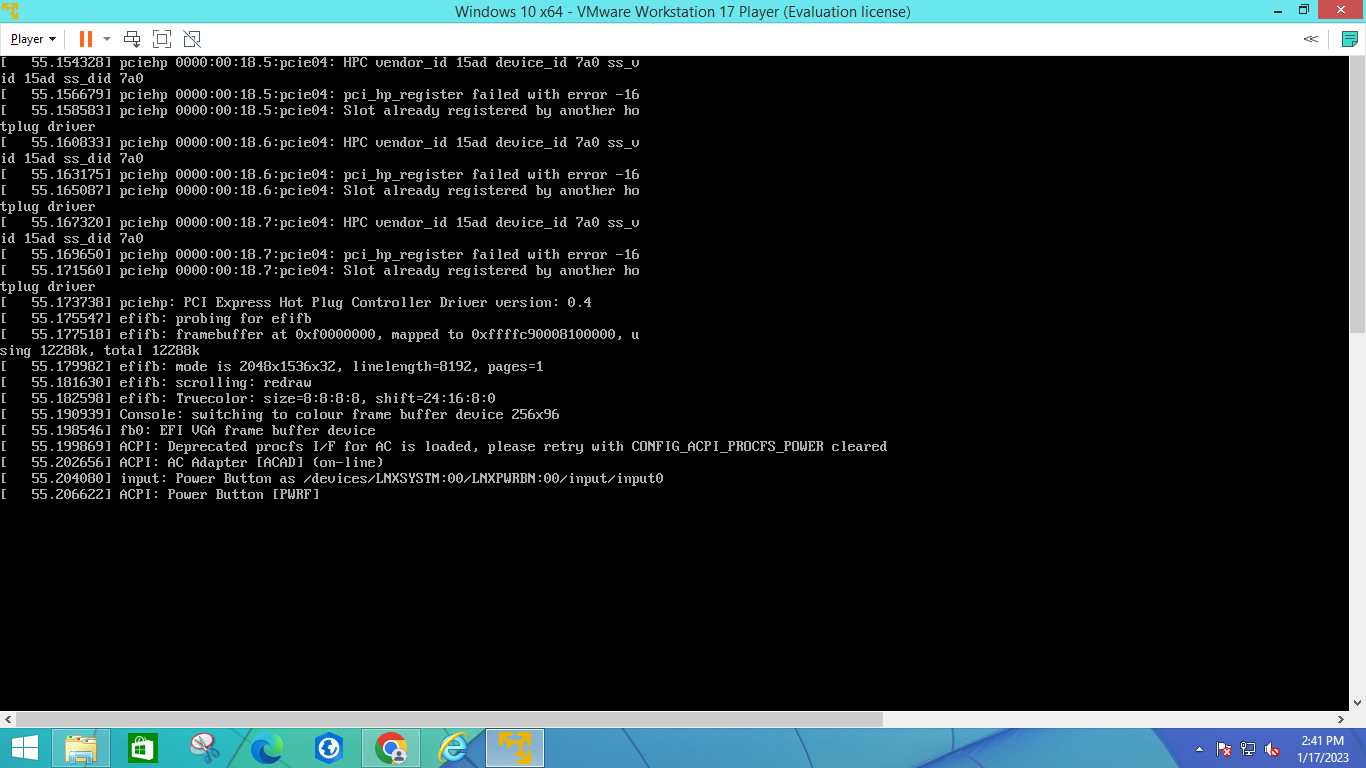 Windows 10 x64 - VMware Workstation 17 Player (Evaluation license)
Player
[   55.154328] pciehp 0000:00:18.5:pcie04: HPC vendor_id 15ad device_id 7a0 ss_v
id 15ad ss_did 7a0
[   55.156679] pciehp 0000:00:18.5:pcie04: pci_hp_register failed with error -16
[   55.158583] pciehp 0000:00:18.5:pcie04: Slot already registered by another ho
tplug driver
[   55.160833] pciehp 0000:00:18.6:pcie04: HPC vendor_id 15ad device_id 7a0 ss_v
id 15ad ss_did 7a0
[   55.163175] pciehp 0000:00:18.6:pcie04: pci_hp_register failed with error -16
[   55.165087] pciehp 0000:00:18.6:pcie04: Slot already registered by another ho
tplug driver
[   55.167320] pciehp 0000:00:18.7:pcie04: HPC vendor_id 15ad device_id 7a0 ss_v
id 15ad ss_did 7a0
[   55.169650] pciehp 0000:00:18.7:pcie04: pci_hp_register failed with error -16
[   55.171560] pciehp 0000:00:18.7:pcie04: Slot already registered by another ho
tplug driver
[   55.173738] pciehp: PCI Express Hot Plug Controller Driver version: 0.4
[   55.175547] efifb: probing for efifb
[   55.177518] efifb: framebuffer at 0xf0000000, mapped to 0xffffc90008100000, u
sing 12288k, total 12288k
[   55.179982] efifb: mode is 2048x1536x32, linelength=8192, pages=1
[   55.181630] efifb: scrolling: redraw
[   55.182598] efifb: Truecolor: size=8:8:8:8, shift=24:16:8:0
[   55.190939] Console: switching to colour frame buffer device 256x96
[   55.198546] fb0: EFI VGA frame buffer device
[   55.199869] ACPI: Deprecated procfs I/F for AC is loaded, please retry with CONFIG_ACPI_PROCFS_POWER cleared
[   55.202656] ACPI: AC Adapter [ACAD] (on-line)
[   55.204080] input: Power Button as /devices/LNXSYSTM:00/LNXPWRBN:00/input/input0
[   55.206622] ACPI: Power Button [PWRF]
2:41 PM
1/17/2023